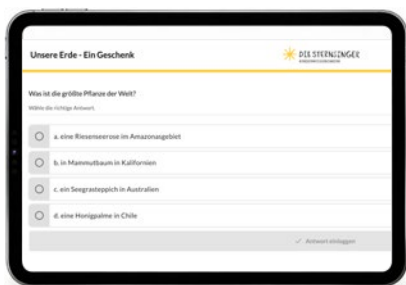 Unsere Erde - Ein Geschenk
DIE STERNSINGER
Was ist die größte Pflanze der Welt?
Wähle die richtige Antwort.
a. eine Riesenseerose im Amazonasgebiet
b. in Mammutbaum in Kalifornien
c. ein Seegrasteppich in Australien
d. eine Honigpalme in Chile
✓ Antwort einloggen